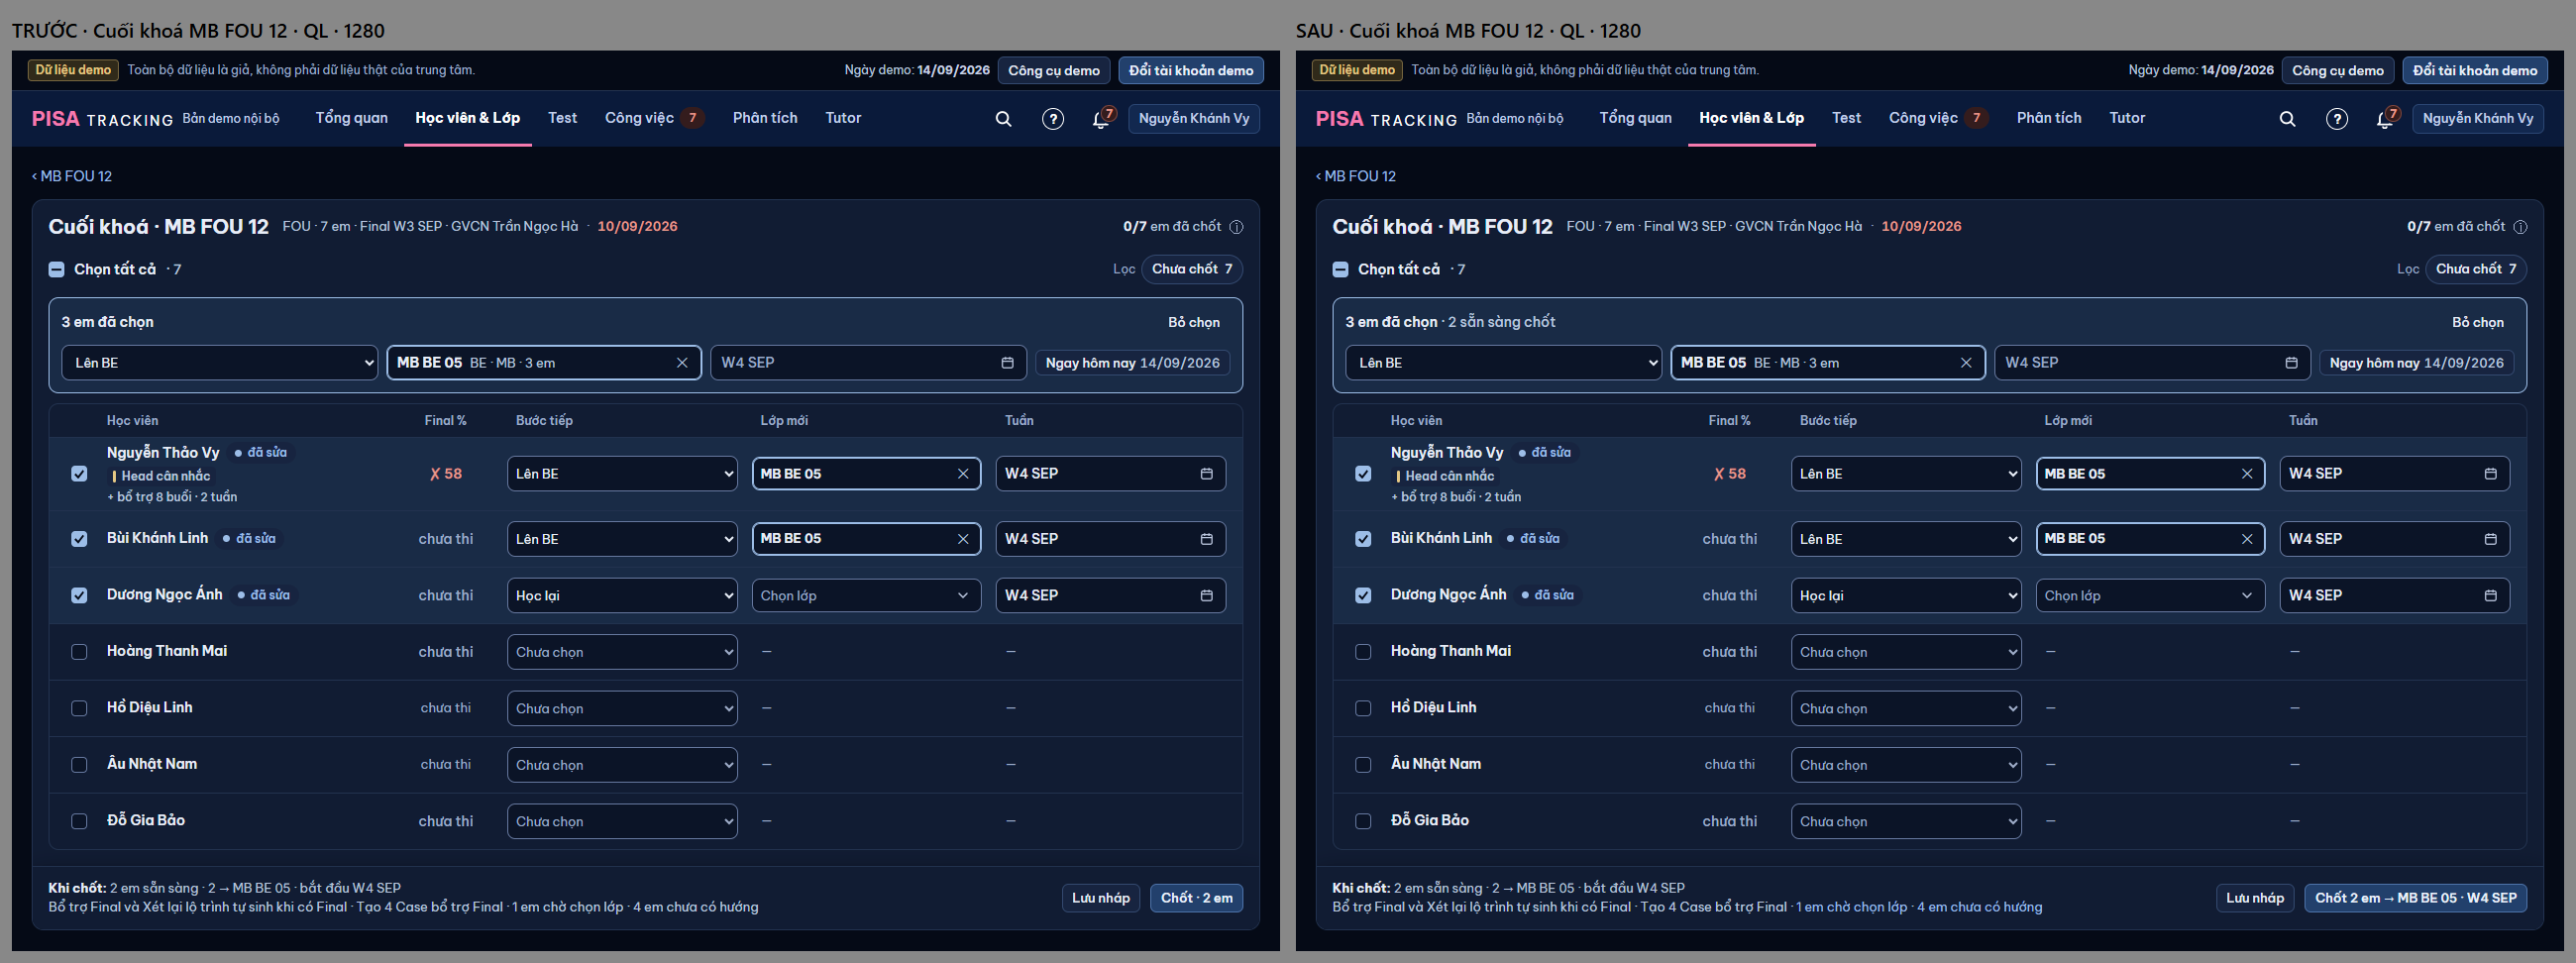 TRƯỚC · Cuối khoá MB FOU 12 · QL · 1280
Dữ liệu demo Toàn bộ dữ liệu là giả, không phải dữ liệu thật của trung tâm. Ngày demo: 14/09/2026 Công cụ demo Đổi tài khoản demo
PISA TRACKING Bản demo nội bộ Tổng quan Học viên & Lớp Test Công việc 7 Phân tích Tutor ? 7 Nguyễn Khánh Vy
‹ MB FOU 12
Cuối khoá · MB FOU 12 FOU · 7 em · Final W3 SEP · GVCN Trần Ngọc Hà · 10/09/2026 0/7 em đã chốt ⓘ
Chọn tất cả · 7 Lọc Chưa chốt 7
3 em đã chọn Bỏ chọn
Lên BE MB BE 05 BE · MB · 3 em W4 SEP Ngay hôm nay 14/09/2026
Học viên Final % Bước tiếp Lớp mới Tuần
Nguyễn Thảo Vy • đã sửa
Head cân nhắc
+ bổ trợ 8 buổi · 2 tuần
✗ 58 Lên BE MB BE 05 W4 SEP
Bùi Khánh Linh • đã sửa chưa thi Lên BE MB BE 05 W4 SEP
Dương Ngọc Ánh • đã sửa chưa thi Học lại Chọn lớp W4 SEP
Hoàng Thanh Mai chưa thi Chưa chọn — —
Hồ Diệu Linh chưa thi Chưa chọn — —
Âu Nhật Nam chưa thi Chưa chọn — —
Đỗ Gia Bảo chưa thi Chưa chọn — —
Khi chốt: 2 em sẵn sàng · 2 → MB BE 05 · bắt đầu W4 SEP
Bổ trợ Final và Xét lại lộ trình tự sinh khi có Final · Tạo 4 Case bổ trợ Final · 1 em chờ chọn lớp · 4 em chưa có hướng
Lưu nháp Chốt · 2 em
SAU · Cuối khoá MB FOU 12 · QL · 1280
Dữ liệu demo Toàn bộ dữ liệu là giả, không phải dữ liệu thật của trung tâm. Ngày demo: 14/09/2026 Công cụ demo Đổi tài khoản demo
PISA TRACKING Bản demo nội bộ Tổng quan Học viên & Lớp Test Công việc 7 Phân tích Tutor ? 7 Nguyễn Khánh Vy
‹ MB FOU 12
Cuối khoá · MB FOU 12 FOU · 7 em · Final W3 SEP · GVCN Trần Ngọc Hà · 10/09/2026 0/7 em đã chốt ⓘ
Chọn tất cả · 7 Lọc Chưa chốt 7
3 em đã chọn · 2 sẵn sàng chốt Bỏ chọn
Lên BE MB BE 05 BE · MB · 3 em W4 SEP Ngay hôm nay 14/09/2026
Học viên Final % Bước tiếp Lớp mới Tuần
Nguyễn Thảo Vy • đã sửa
Head cân nhắc
+ bổ trợ 8 buổi · 2 tuần
✗ 58 Lên BE MB BE 05 W4 SEP
Bùi Khánh Linh • đã sửa chưa thi Lên BE MB BE 05 W4 SEP
Dương Ngọc Ánh • đã sửa chưa thi Học lại Chọn lớp W4 SEP
Hoàng Thanh Mai chưa thi Chưa chọn — —
Hồ Diệu Linh chưa thi Chưa chọn — —
Âu Nhật Nam chưa thi Chưa chọn — —
Đỗ Gia Bảo chưa thi Chưa chọn — —
Khi chốt: 2 em sẵn sàng · 2 → MB BE 05 · bắt đầu W4 SEP
Bổ trợ Final và Xét lại lộ trình tự sinh khi có Final · Tạo 4 Case bổ trợ Final · 1 em chờ chọn lớp · 4 em chưa có hướng
Lưu nháp Chốt 2 em → MB BE 05 · W4 SEP